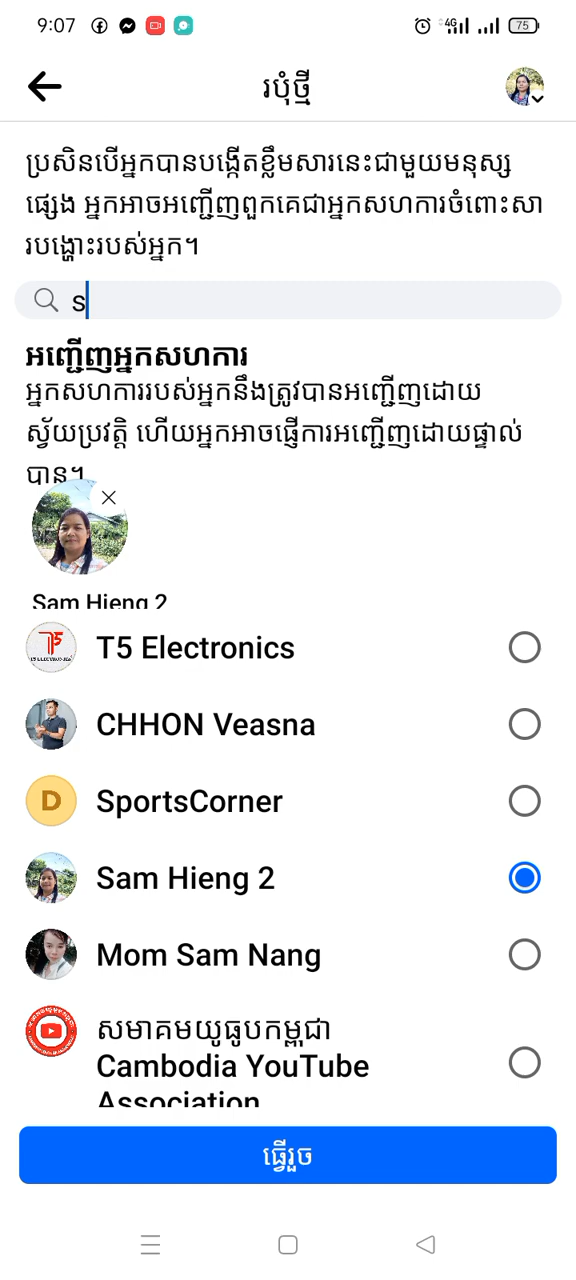 9:07
4G
75
របុំថ្មី
ប្រសិនបើអ្នកបានបង្កើតខ្លឹមសារនេះជាមួយមនុស្ស
ផ្សេង អ្នកអាចអញ្ជើញពួកគេជាអ្នកសហការចំពោះសា
របង្ហោះរបស់អ្នក។
s
អញ្ជើញអ្នកសហការ
អ្នកសហការរបស់អ្នកនឹងត្រូវបានអញ្ជើញដោយ
ស្វ័យប្រវត្តិ ហើយអ្នកអាចផ្ញើការអញ្ជើញដោយផ្ទាល់
បាន។
Sam Hieng 2
T5
T5 Electronics
CHHON Veasna
D
SportsCorner
Sam Hieng 2
Mom Sam Nang
សមាគមយូធូបកម្ពុជា
Cambodia YouTube
Association
ធ្វើរួច